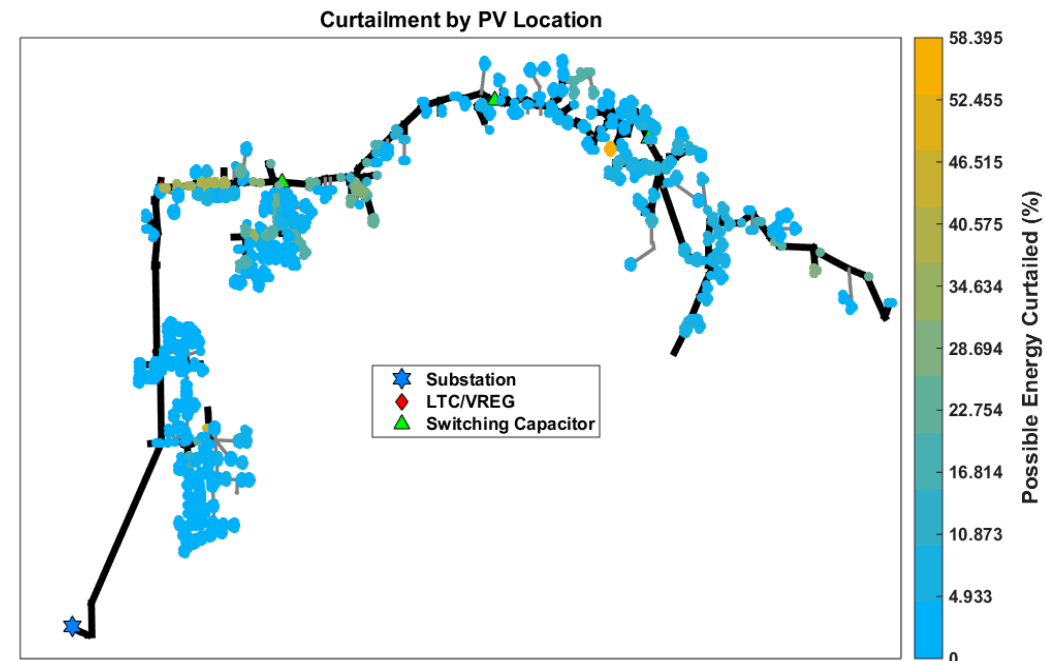 Curtailment by PV Location
58.395
52.455
46.515
40.575
34.634
28.694
22.754
16.814
10.873
4.933
0
Possible Energy Curtailed (%)
Substation
LTC/VREG
Switching Capacitor